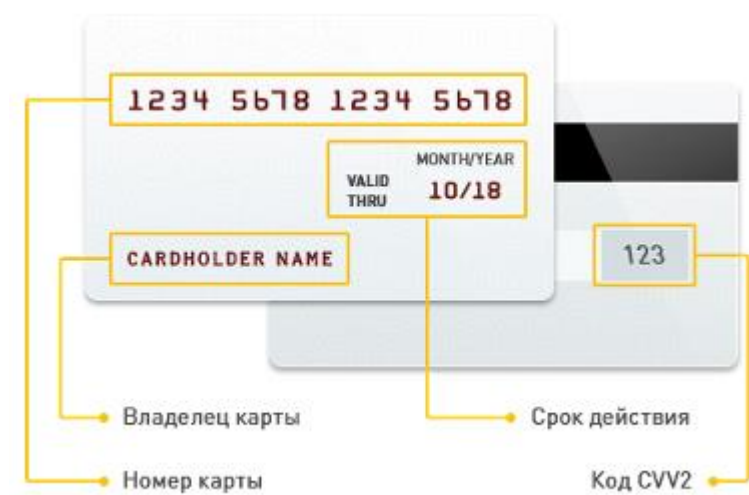 1234 5678 1234 5678
MONTH/YEAR
VALID THRU 10/18
CARDHOLDER NAME
123
Владелец карты
Срок действия
Номер карты
Код CVV2